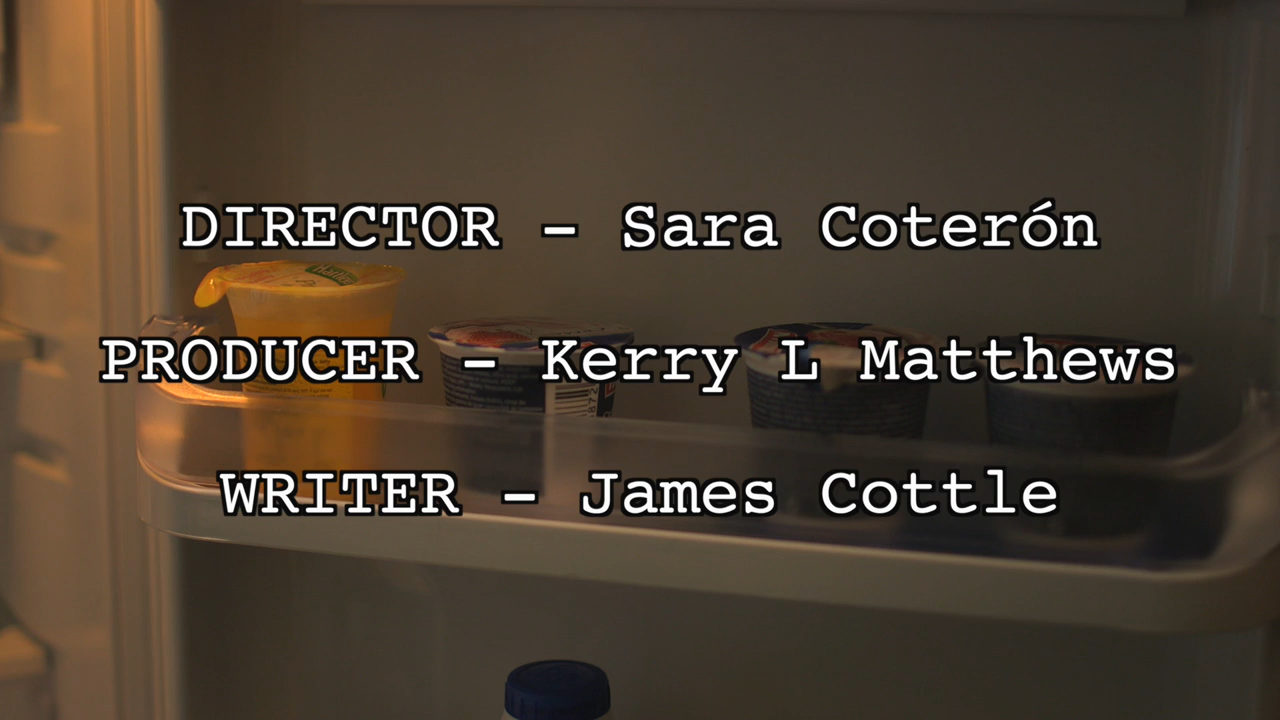 DIRECTOR – Sara Coterón
PRODUCER – Kerry L Matthews
WRITER – James Cottle